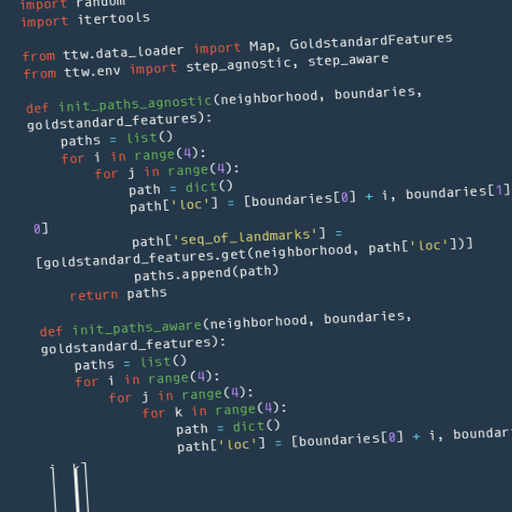 import random
import itertools
from ttw.data_loader import Map, GoldstandardFeatures
from ttw.env import step_agnostic, step_aware
def init_paths_agnostic(neighborhood, boundaries,
goldstandard_features):
paths = list()
for i in range(4):
for j in range(4):
path = dict()
path['loc'] = [boundaries[0] + i, boundaries[1]
0]
path['seq_of_landmarks'] =
[goldstandard_features.get(neighborhood, path['loc'])]
paths.append(path)
return paths
def init_paths_aware(neighborhood, boundaries,
goldstandard_features):
paths = list()
for i in range(4):
for j in range(4):
for k in range(4):
path = dict()
path['loc'] = [boundaries[0] + i,